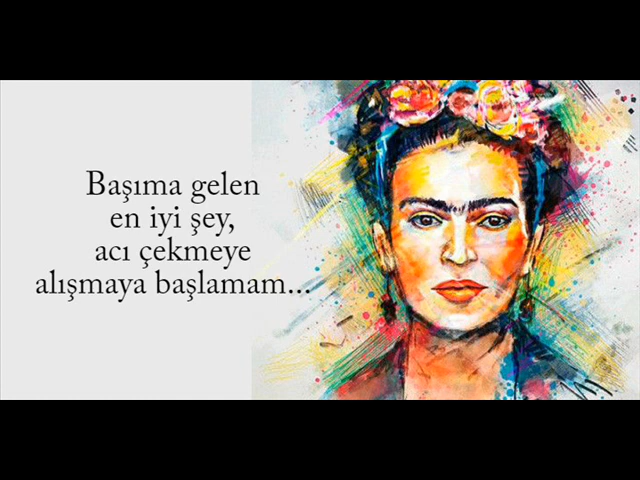 Başıma gelen
en iyi şey,
acı çekmeye
alışmaya başlamam...